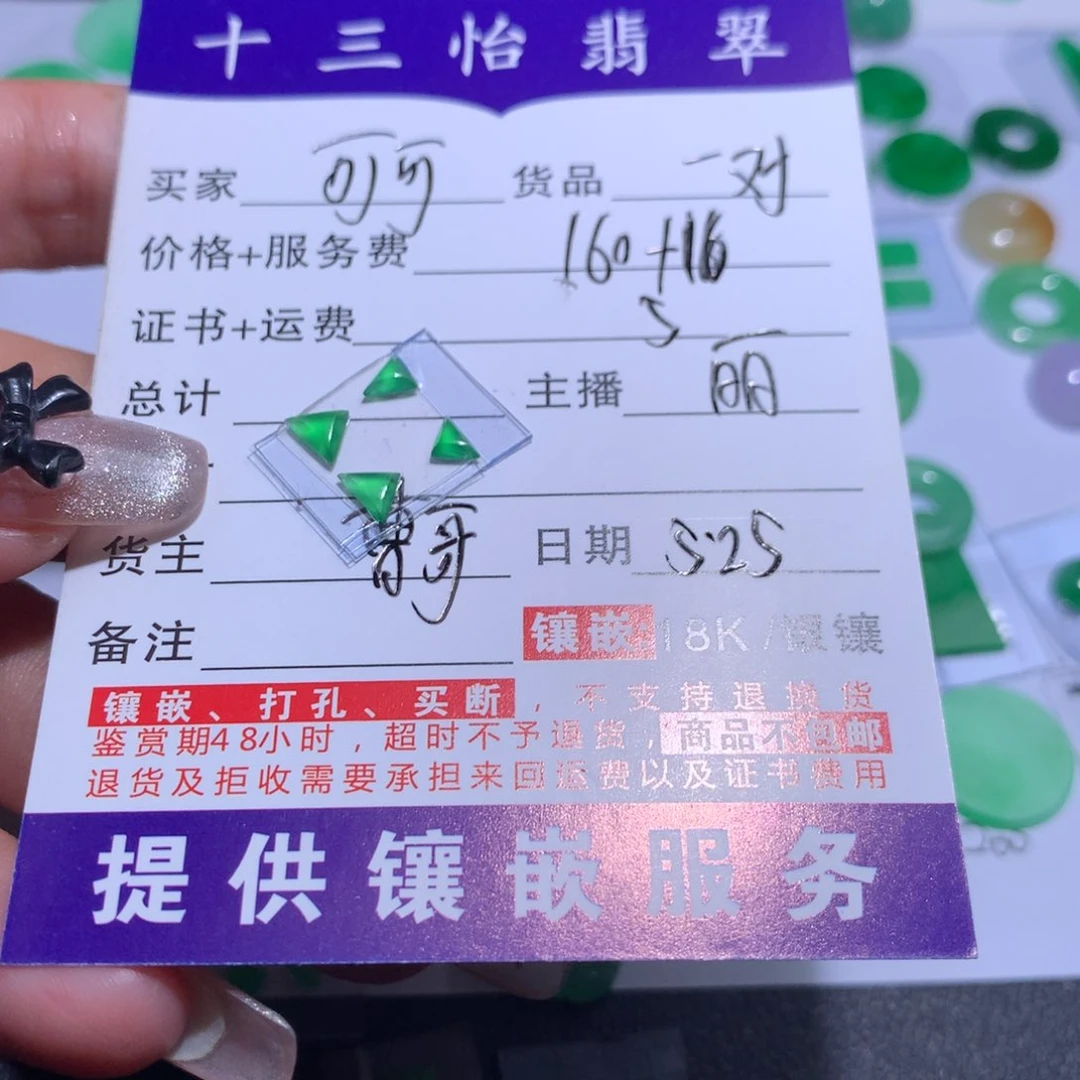 十三怡翡翠
买家 可可 货品 一对
价格+服务费 160+16
证书+运费 5
总计 主播 萌
货主 曾哥 日期 5.25
备注 镶嵌 18K/银镶
镶嵌、打孔、买断,不支持退换货
鉴赏期48小时,超时不予退货,商品不包邮
退货及拒收需要承担来回运费以及证书费用
提供镶嵌服务